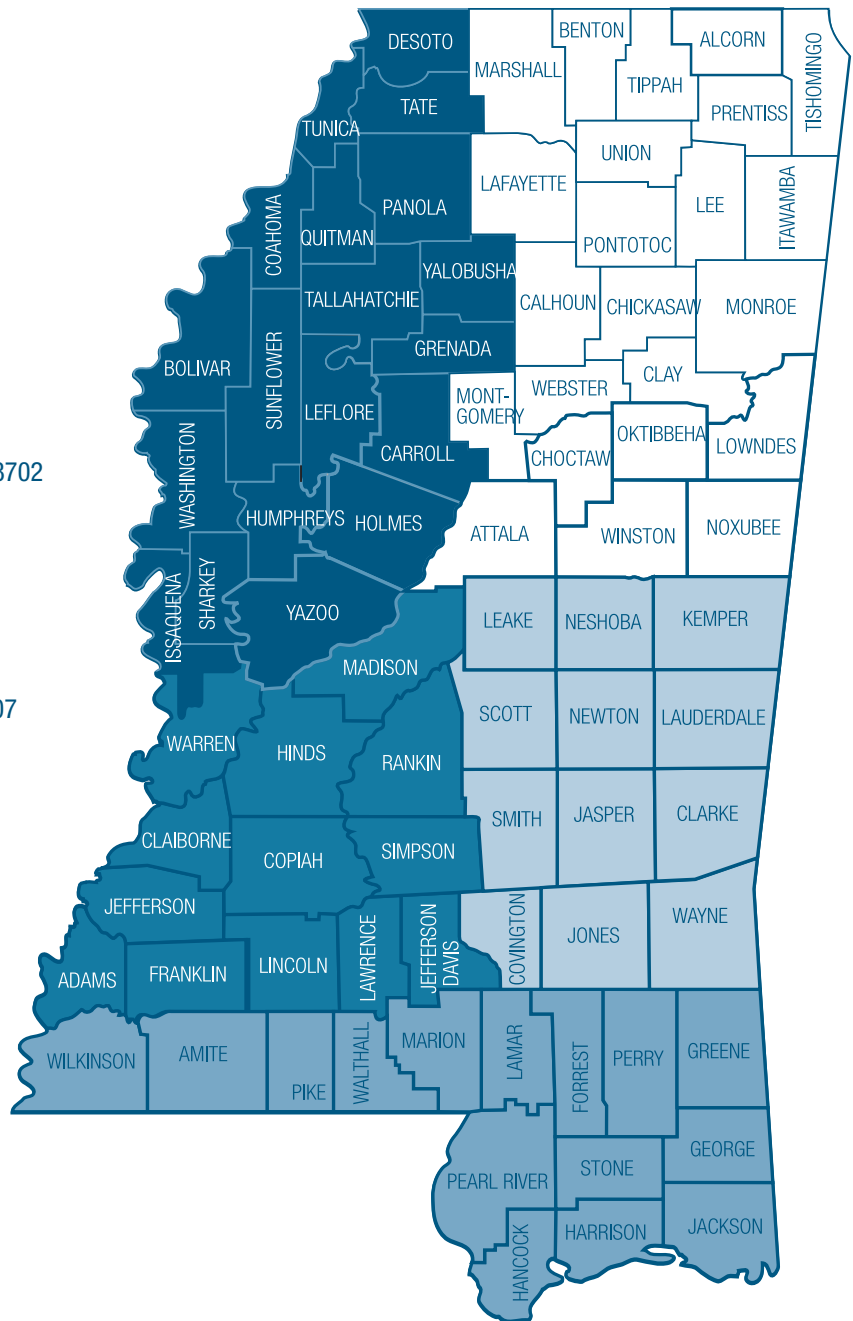 BENTON
DESOTO
ALCORN
MARSHALL
TISHOMINGO
TIPPAH
TATE
PRENTISS
TUNICA
UNION
LAFAYETTE
PANOLA
LEE
ITAWAMBA
COAHOMA
QUITMAN
PONTOTOC
YALOBUSHA
TALLAHATCHIE
CALHOUN
CHICKASAW
MONROE
GRENADA
BOLIVAR
SUNFLOWER
CLAY
WEBSTER
MONT-
GOMERY
LEFLORE
OKTIBBEHA
LOWNDES
CARROLL
CHOCTAW
3702
WASHINGTON
HUMPHREYS
HOLMES
ATTALA
WINSTON
NOXUBEE
ISSAQUENA
SHARKEY
YAZOO
LEAKE
NESHOBA
KEMPER
MADISON
07
SCOTT
NEWTON
LAUDERDALE
WARREN
HINDS
RANKIN
SMITH
JASPER
CLARKE
CLAIBORNE
COPIAH
SIMPSON
JEFFERSON
WAYNE
COVINGTON
JONES
LAWRENCE
JEFFERSON
DAVIS
LINCOLN
FRANKLIN
ADAMS
MARION
LAMAR
GREENE
WILKINSON
AMITE
WALTHALL
FORREST
PERRY
PIKE
GEORGE
STONE
PEARL RIVER
JACKSON
HARRISON
HANCOCK